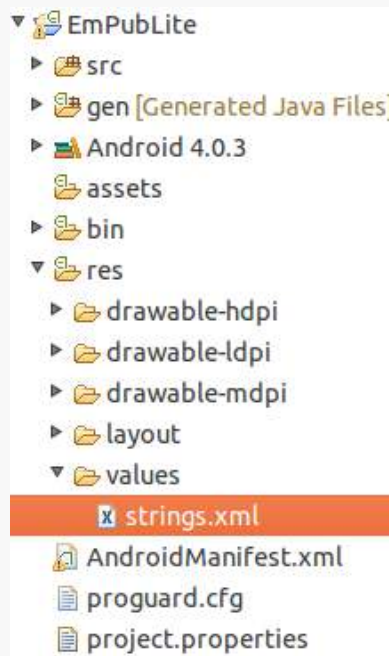 EmPubLite
src
gen [Generated Java Files]
Android 4.0.3
assets
bin
res
drawable-hdpi
drawable-ldpi
drawable-mdpi
layout
values
strings.xml
AndroidManifest.xml
proguard.cfg
project.properties